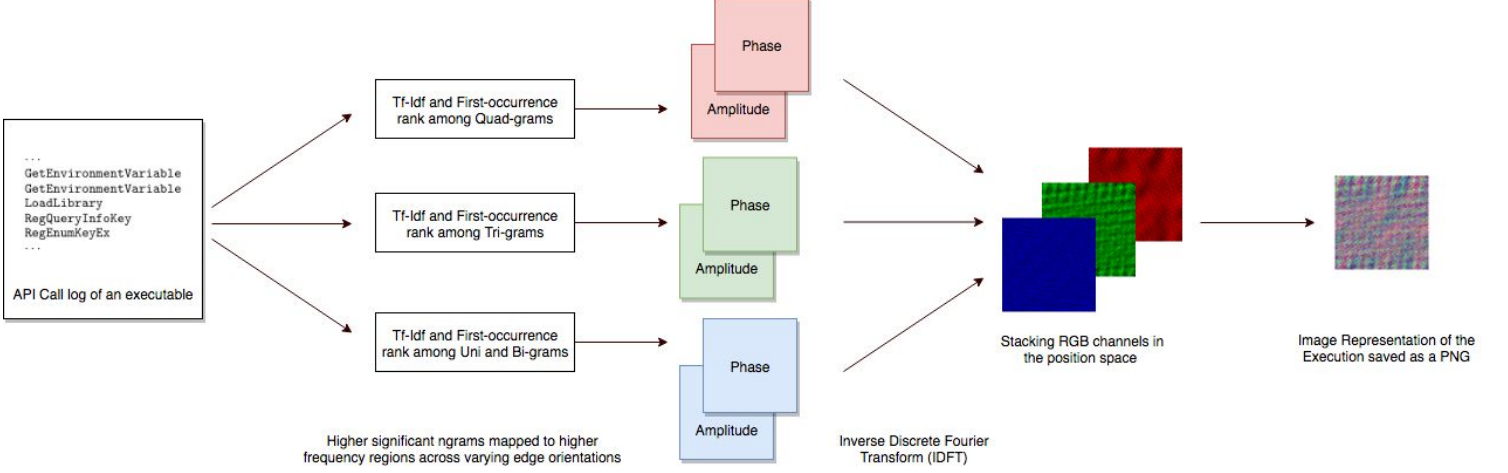 ...
GetEnvironmentVariable
GetEnvironmentVariable
LoadLibrary
RegQueryInfoKey
RegEnumKeyEx
...
API Call log of an executable
Tf-Idf and First-occurrence
rank among Quad-grams
Tf-Idf and First-occurrence
rank among Tri-grams
Tf-Idf and First-occurrence
rank among Uni and Bi-grams
Higher significant ngrams mapped to higher
frequency regions across varying edge orientations
Phase
Amplitude
Phase
Amplitude
Phase
Amplitude
Inverse Discrete Fourier
Transform (IDFT)
Stacking RGB channels in
the position space
Image Representation of the
Execution saved as a PNG